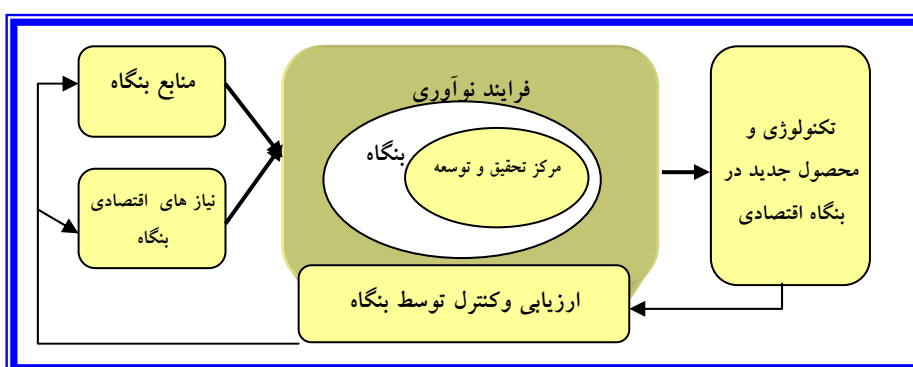 منابع بنگاه
نیاز های اقتصادی
بنگاه
فرایند نوآوری
بنگاه
مرکز تحقیق و توسعه
ارزیابی وکنترل توسط بنگاه
تکنولوژی و
محصول جدید در
بنگاه اقتصادی